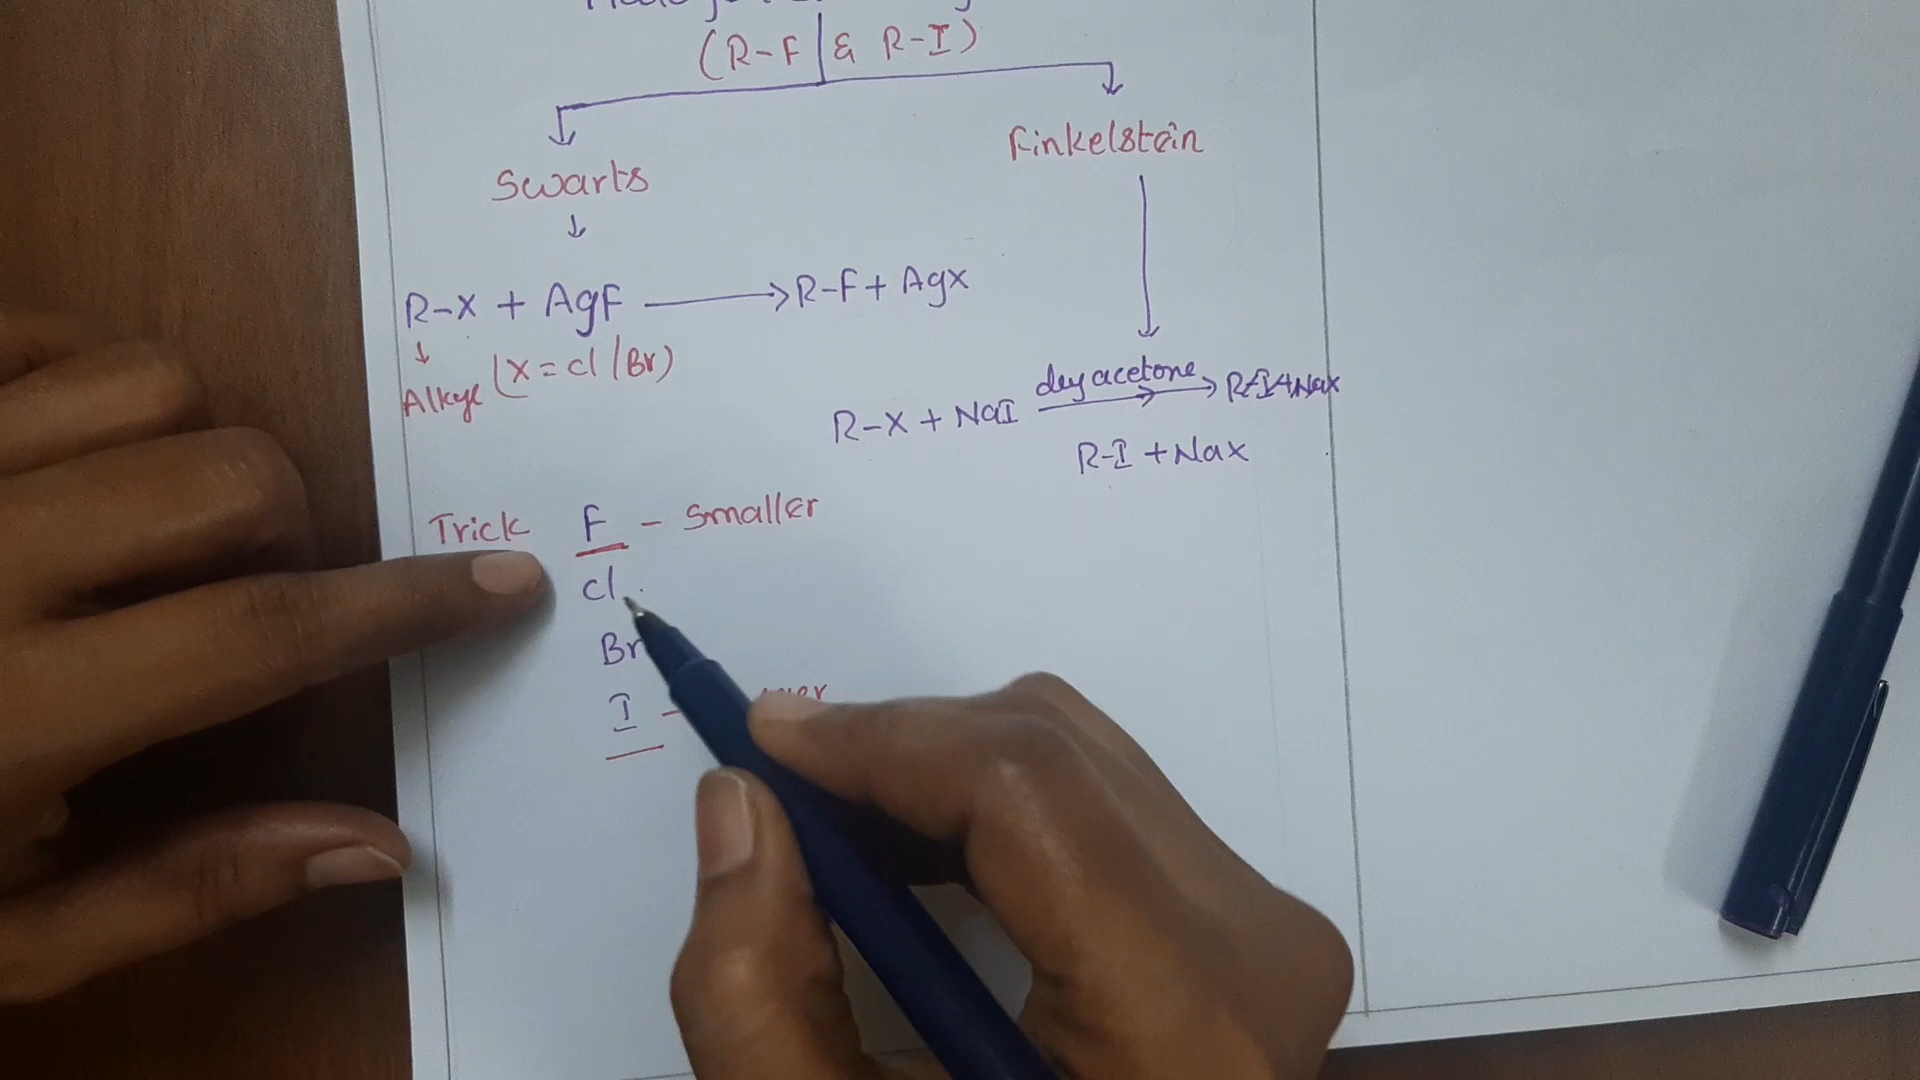 (R-F & R-I)
Swarts
Finkelstein
R-X + AgF → R-F + AgX
Alkyl (X = Cl / Br)
R-X + NaI dry acetone → R-I + NaX
R-I + NaX
Trick F - Smaller
Cl
Br
I -